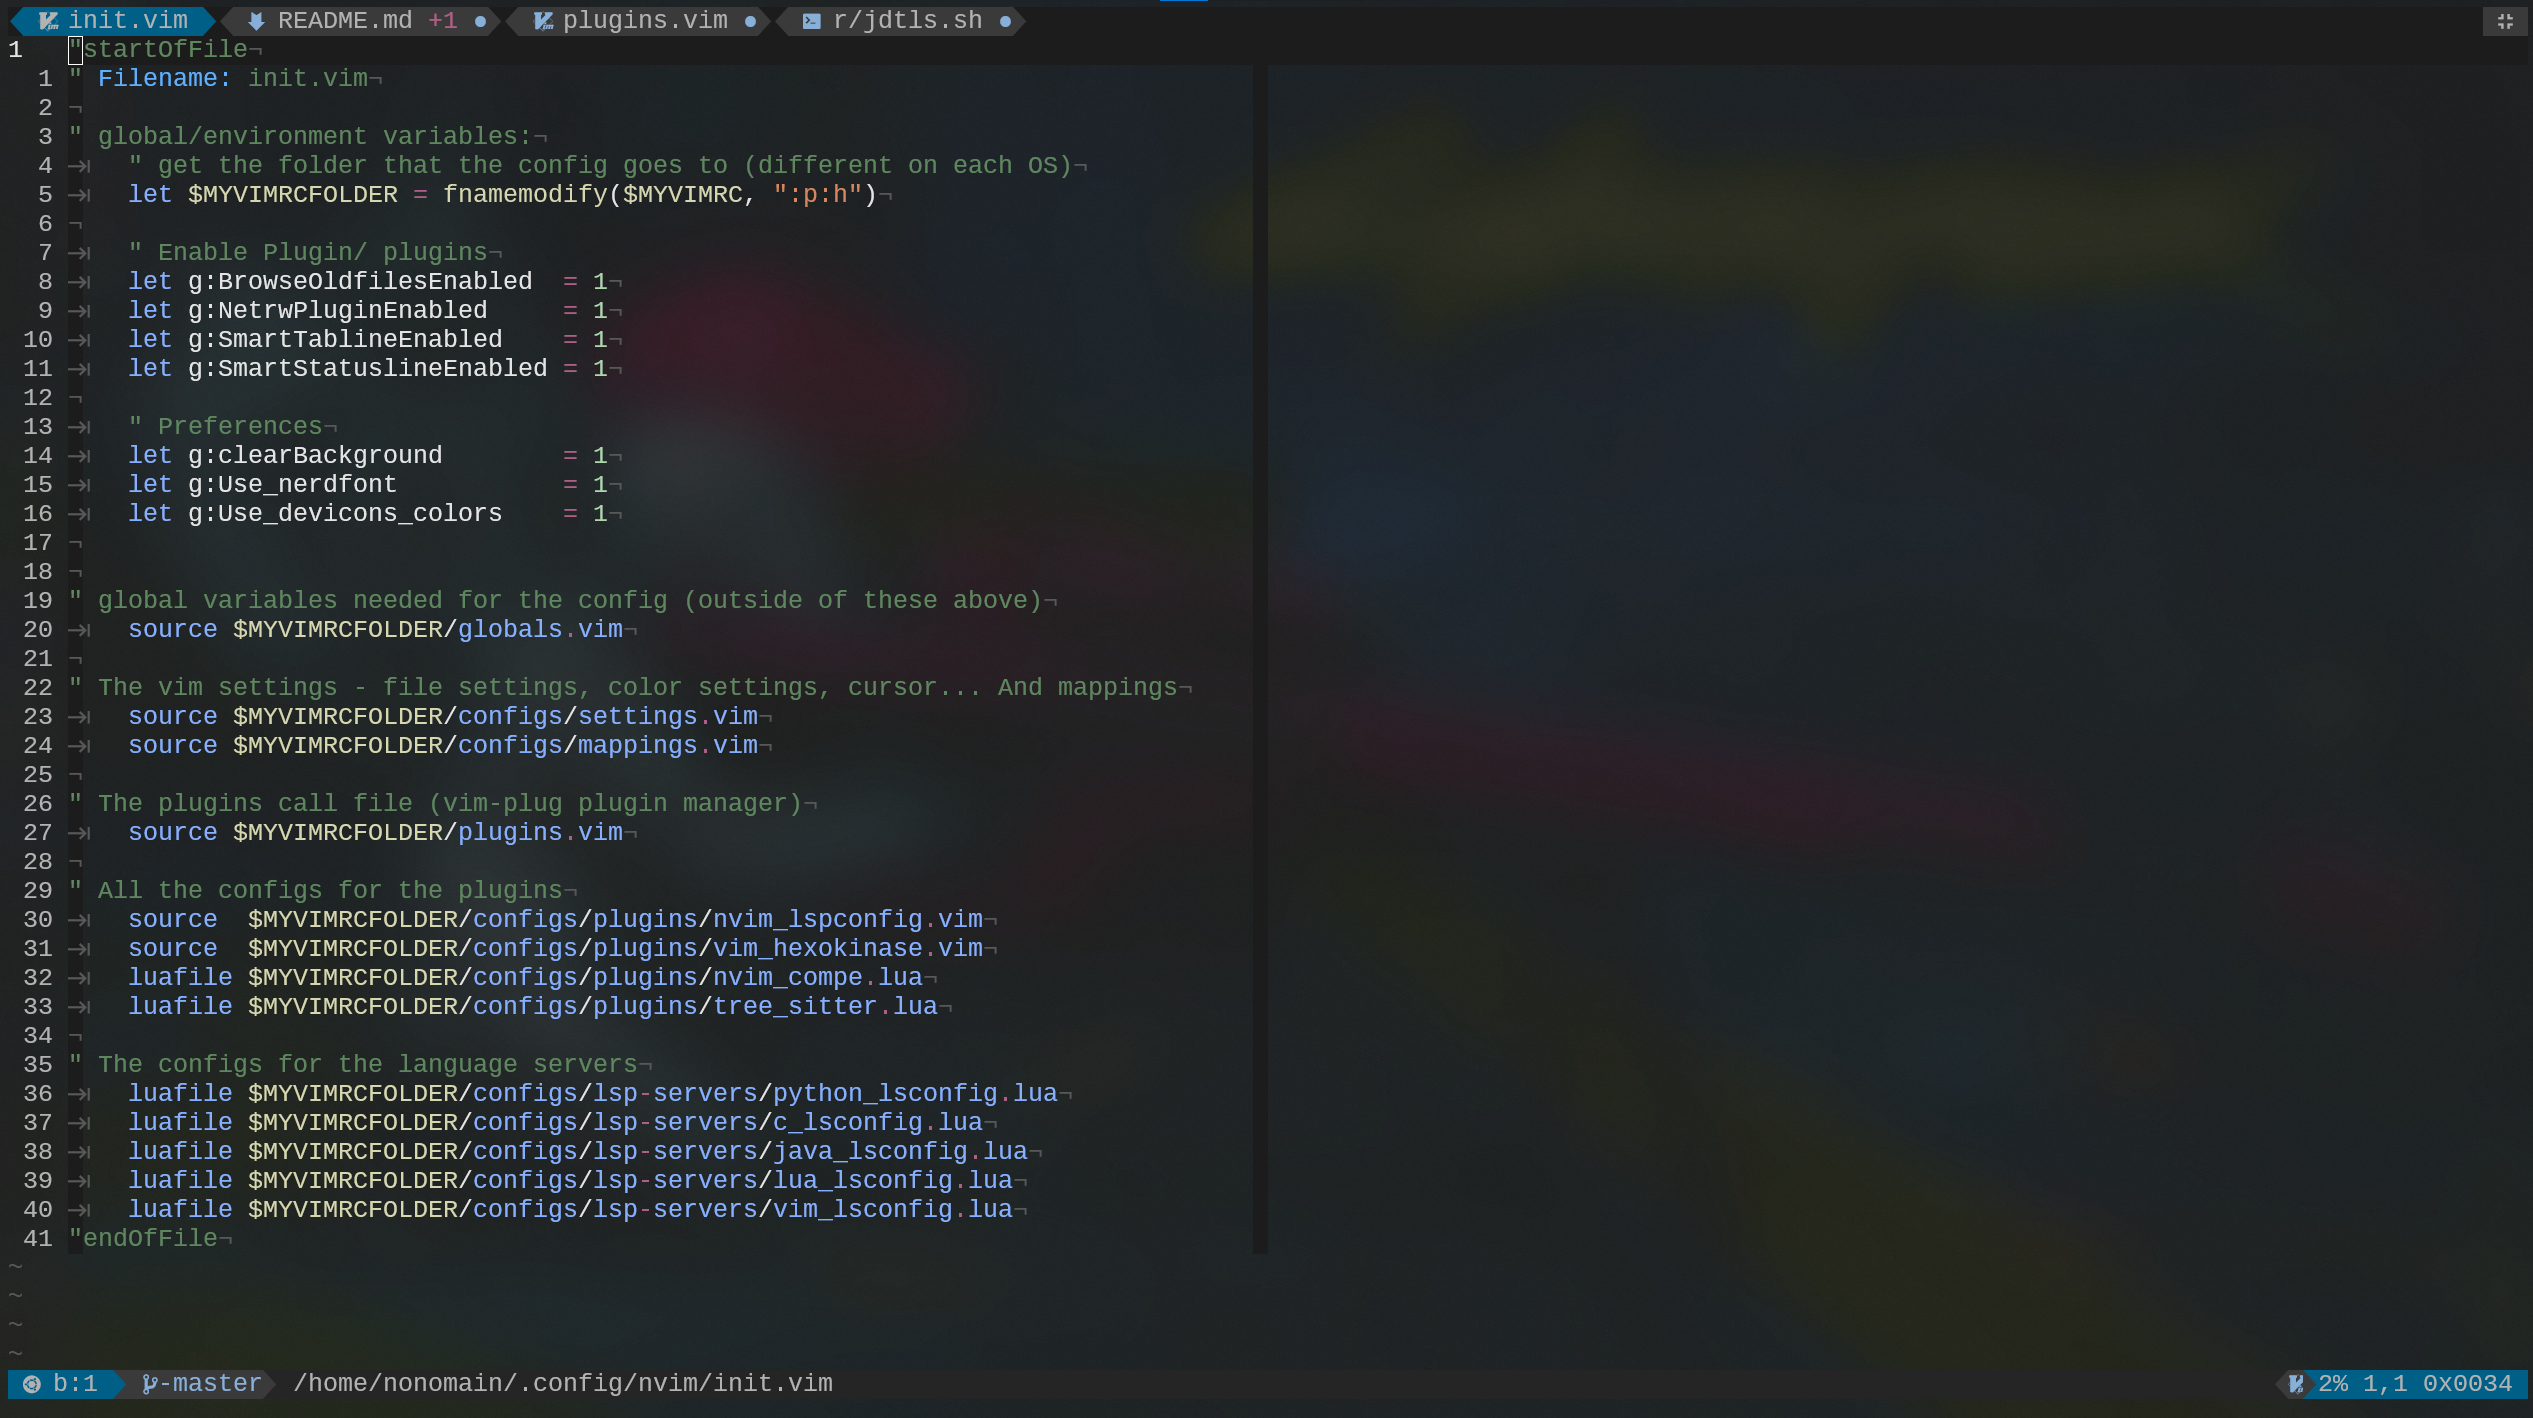 init.vim README.md +1 ● plugins.vim ● r/jdtls.sh ●
1 "startOfFile¬
1 " Filename: init.vim¬
2 ¬
3 " global/environment variables:¬
4 " get the folder that the config goes to (different on each OS)¬
5 let $MYVIMRCFOLDER = fnamemodify($MYVIMRC, ":p:h")¬
6 ¬
7 " Enable Plugin/ plugins¬
8 let g:BrowseOldfilesEnabled  = 1¬
9 let g:NetrwPluginEnabled     = 1¬
10 let g:SmartTablineEnabled    = 1¬
11 let g:SmartStatuslineEnabled = 1¬
12 ¬
13 " Preferences¬
14 let g:clearBackground        = 1¬
15 let g:Use_nerdfont           = 1¬
16 let g:Use_devicons_colors    = 1¬
17 ¬
18 ¬
19 " global variables needed for the config (outside of these above)¬
20 source $MYVIMRCFOLDER/globals.vim¬
21 ¬
22 " The vim settings - file settings, color settings, cursor... And mappings¬
23 source $MYVIMRCFOLDER/configs/settings.vim¬
24 source $MYVIMRCFOLDER/configs/mappings.vim¬
25 ¬
26 " The plugins call file (vim-plug plugin manager)¬
27 source $MYVIMRCFOLDER/plugins.vim¬
28 ¬
29 " All the configs for the plugins¬
30 source  $MYVIMRCFOLDER/configs/plugins/nvim_lspconfig.vim¬
31 source  $MYVIMRCFOLDER/configs/plugins/vim_hexokinase.vim¬
32 luafile $MYVIMRCFOLDER/configs/plugins/nvim_compe.lua¬
33 luafile $MYVIMRCFOLDER/configs/plugins/tree_sitter.lua¬
34 ¬
35 " The configs for the language servers¬
36 luafile $MYVIMRCFOLDER/configs/lsp-servers/python_lsconfig.lua¬
37 luafile $MYVIMRCFOLDER/configs/lsp-servers/c_lsconfig.lua¬
38 luafile $MYVIMRCFOLDER/configs/lsp-servers/java_lsconfig.lua¬
39 luafile $MYVIMRCFOLDER/configs/lsp-servers/lua_lsconfig.lua¬
40 luafile $MYVIMRCFOLDER/configs/lsp-servers/vim_lsconfig.lua¬
41 "endOfFile¬
~
~
~
~
b:1 -master /home/nonomain/.config/nvim/init.vim 2% 1,1 0x0034